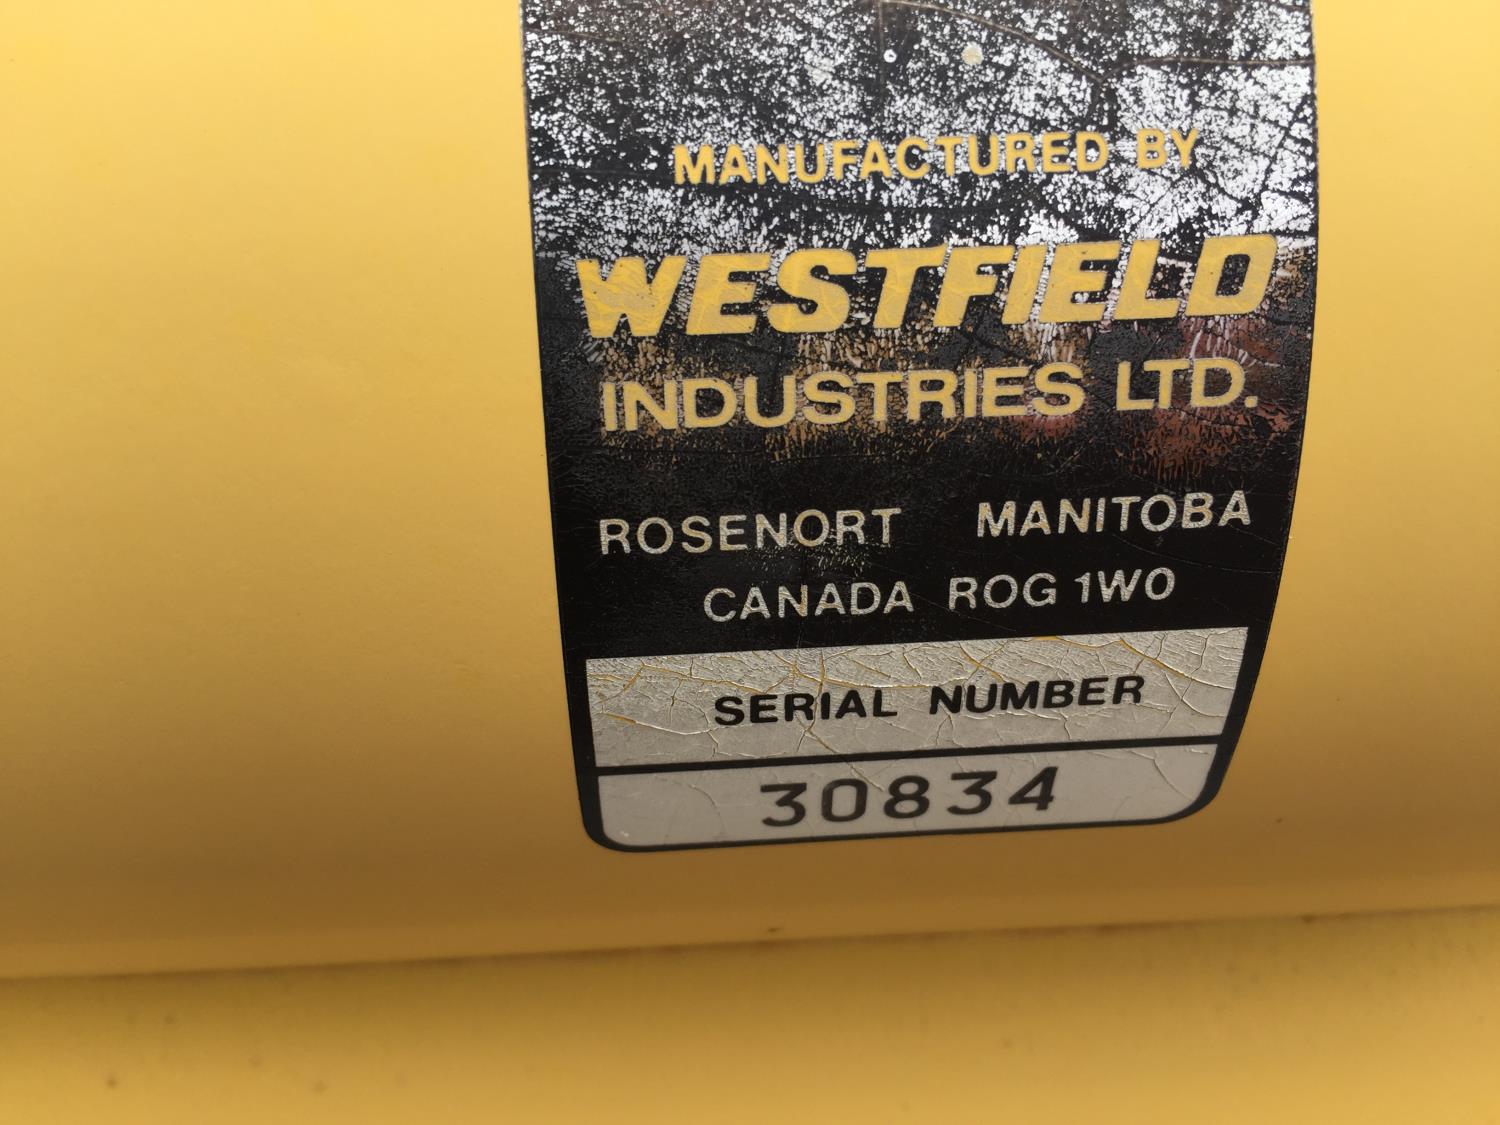 MANUFACTURED BY
WESTFIELD
INDUSTRIES LTD.
ROSENORT MANITOBA
CANADA ROG 1W0
SERIAL NUMBER
30834